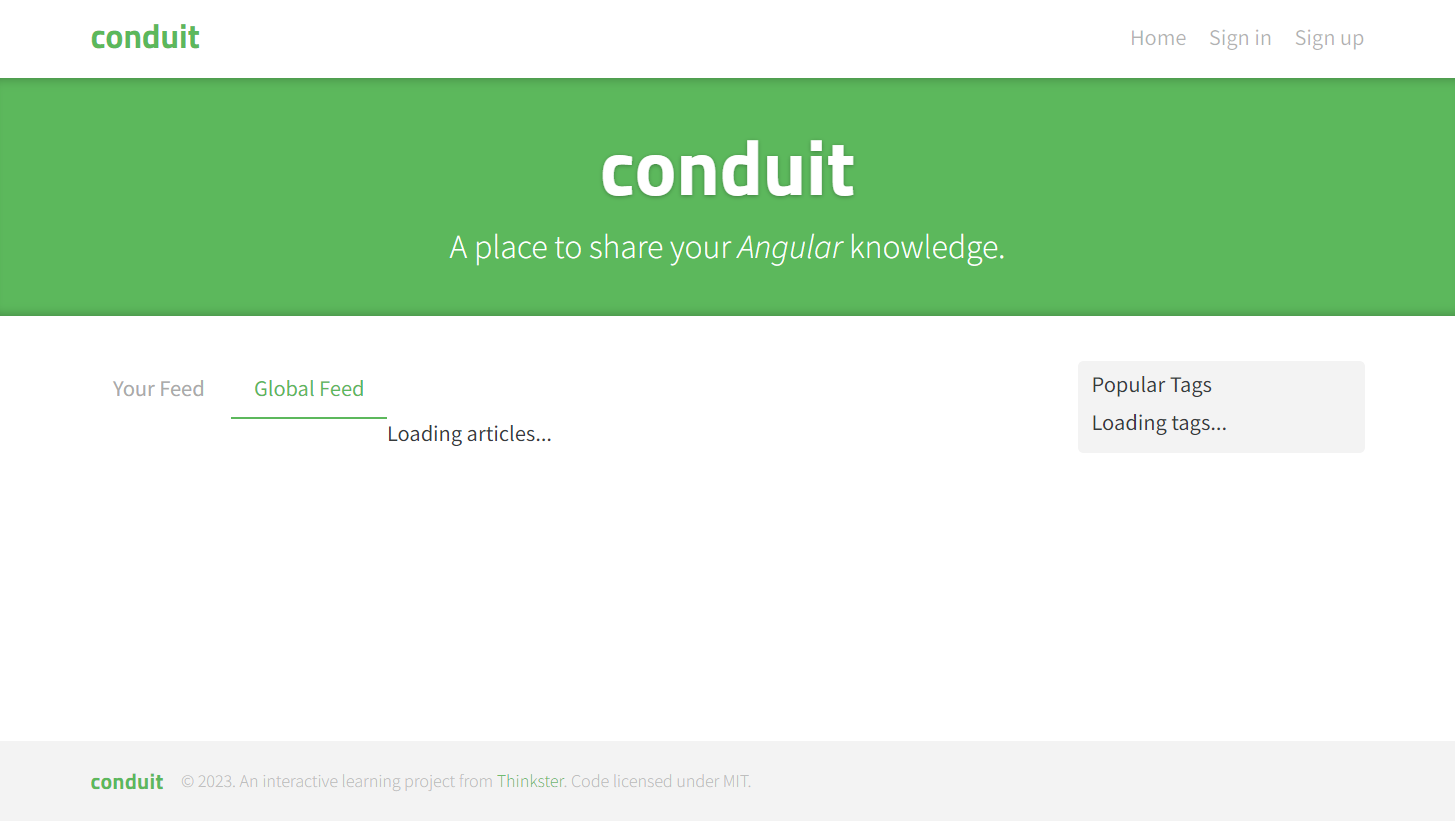 conduit
Home Sign in Sign up
conduit
A place to share your Angular knowledge.
Your Feed Global Feed
Loading articles...
Popular Tags
Loading tags...
conduit © 2023. An interactive learning project from Thinkster. Code licensed under MIT.